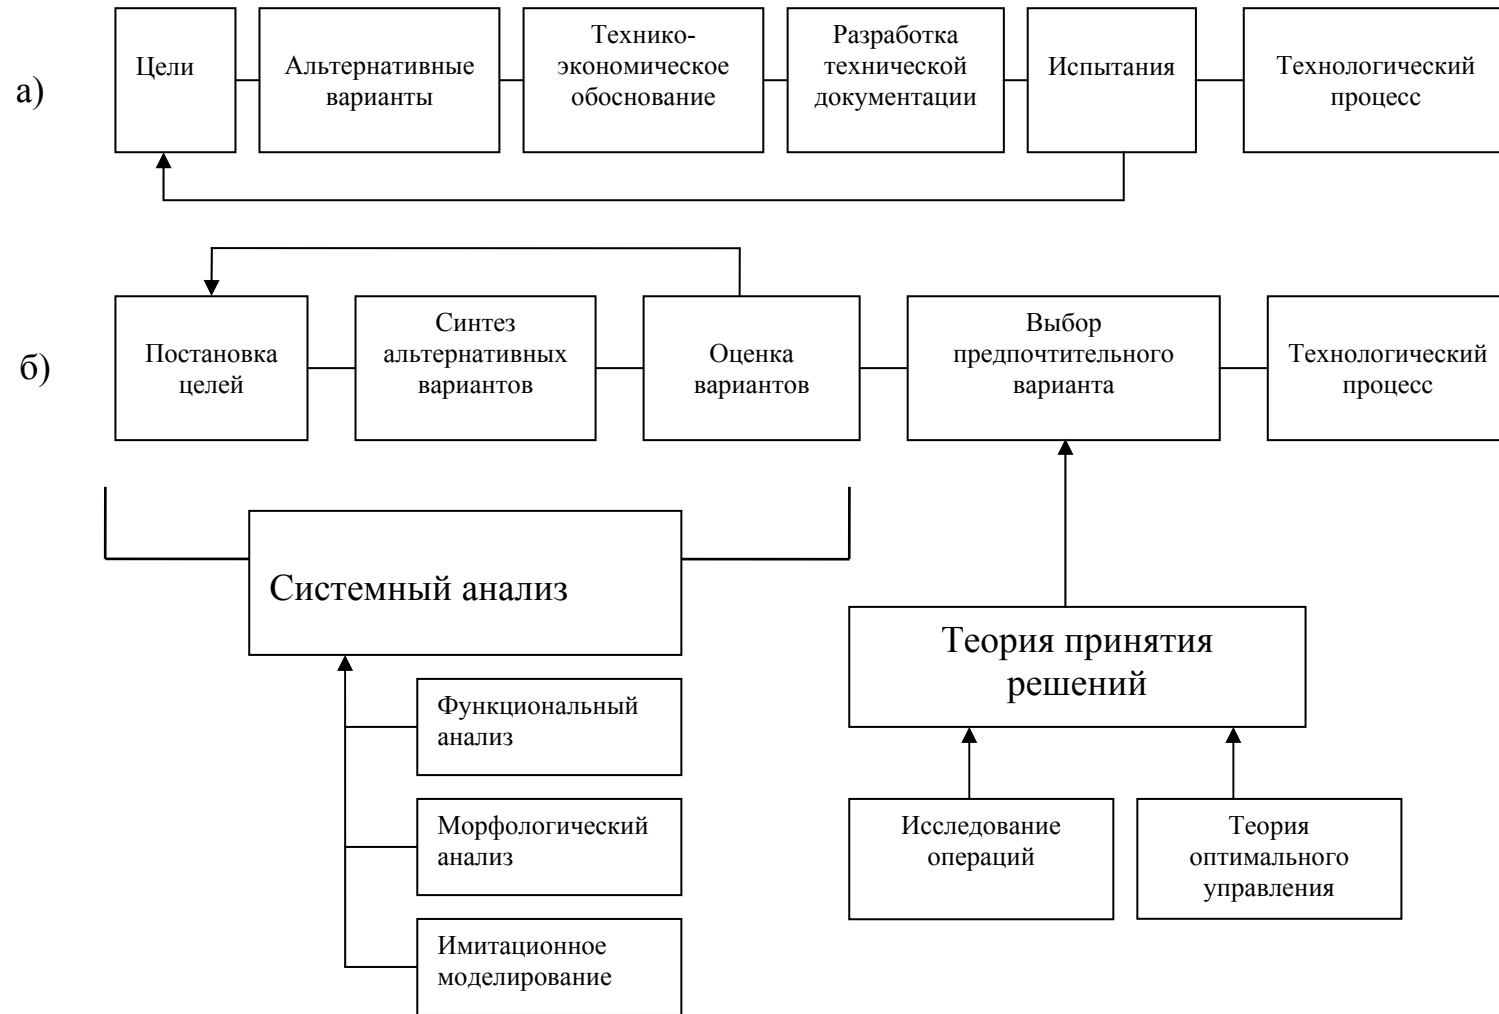 а)
Цели
Альтернативные
варианты
Технико-
экономическое
обоснование
Разработка
технической
документации
Испытания
Технологический
процесс
б)
Постановка
целей
Синтез
альтернативных
вариантов
Оценка
вариантов
Выбор
предпочтительного
варианта
Технологический
процесс
Системный анализ
Функциональный
анализ
Морфологический
анализ
Имитационное
моделирование
Теория принятия
решений
Исследование
операций
Теория
оптимального
управления